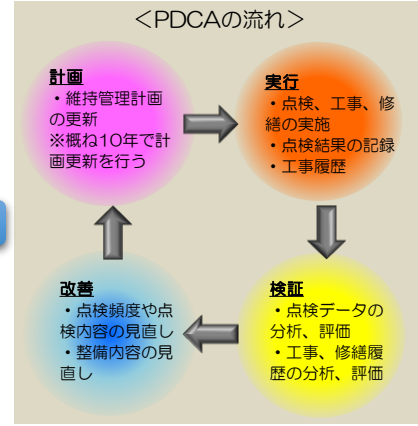 ＜PDCAの流れ＞
計画
・維持管理計画
の更新
※概ね10年で計
画更新を行う
実行
・点検、工事、修
繕の実施
・点検結果の記録
・工事履歴
改善
・点検頻度や点
検内容の見直し
・整備内容の見
直し
検証
・点検データの
分析、評価
・工事、修繕履
歴の分析、評価